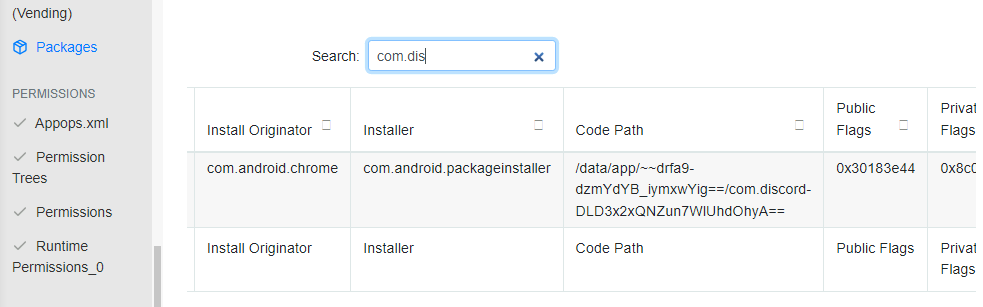 (Vending)
Packages
PERMISSIONS
Appops.xml
Permission
Trees
Permissions
Runtime
Permissions_0
Search: com.dis
Install Originator
Installer
Code Path
Public
Flags
Privat
Flags
com.android.chrome
com.android.packageinstaller
/data/app/~~drfa9-
dzmYdYB_iymxwYig==/com.discord-
DLD3x2xQNZun7WlUhdOhyA==
0x30183e44
0x8c0
Install Originator
Installer
Code Path
Public Flags
Privat
Flags